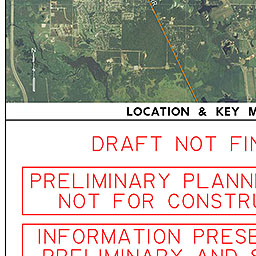 N
LOCATION & KEY M
DRAFT NOT FIN
PRELIMINARY PLANN
NOT FOR CONSTRU
INFORMATION PRESE
PRELIMINARY AND S